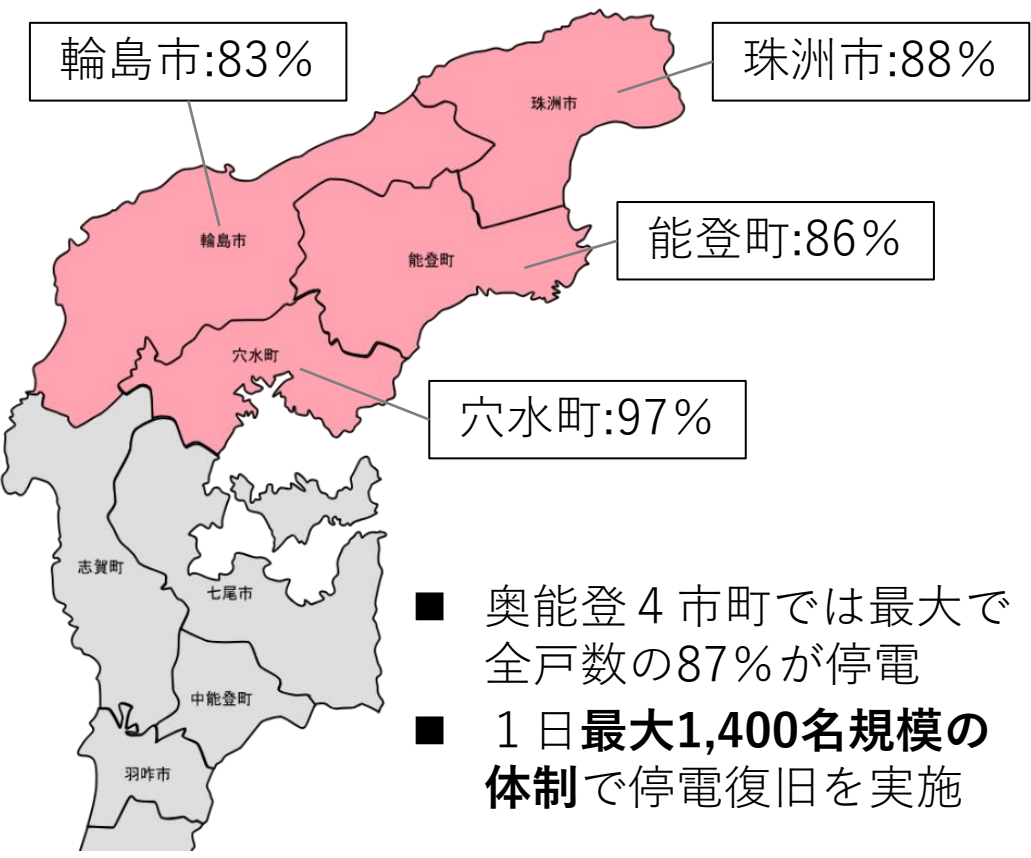 輪島市:83%
珠洲市:88%
珠洲市
輪島市
能登町:86%
能登町
穴水町
穴水町:97%
志賀町
七尾市
中能登町
羽咋市
■ 奥能登４市町では最大で
全戸数の87%が停電
■ １日最大1,400名規模の
体制で停電復旧を実施